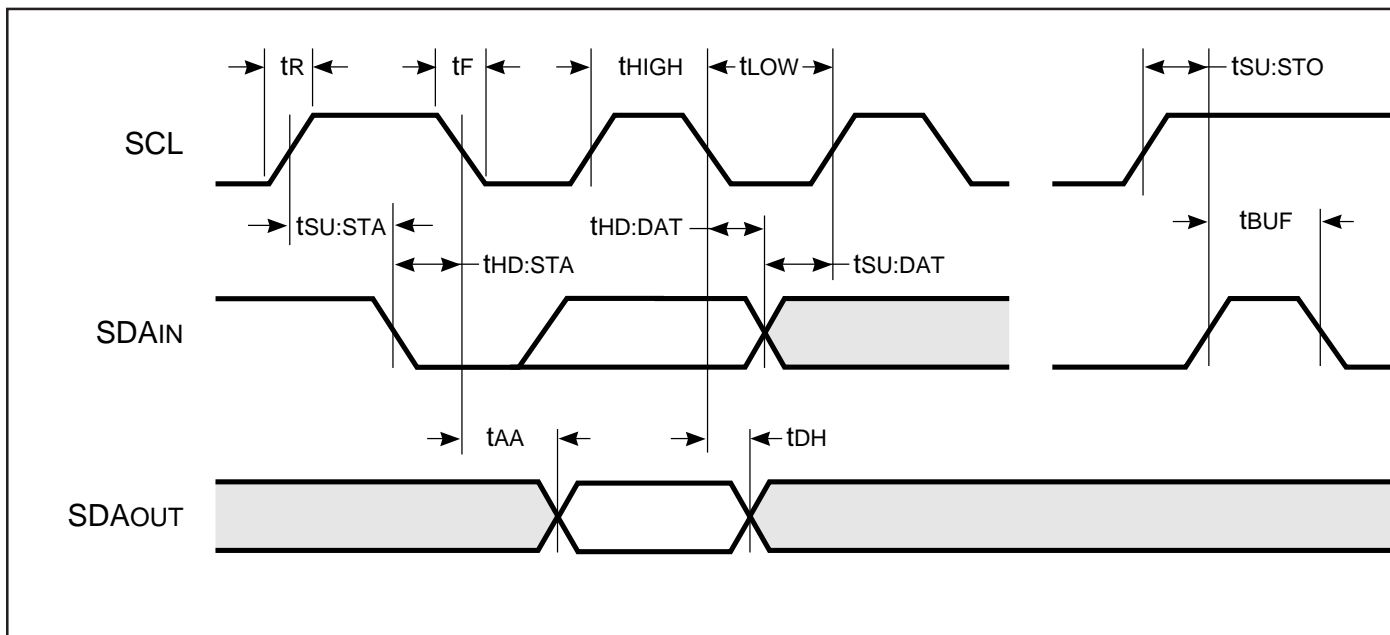 tR tF tHIGH tLOW tSU:STO
SCL
tSU:STA tHD:DAT tBUF
tHD:STA tSU:DAT
SDAIN
tAA tDH
SDAOUT